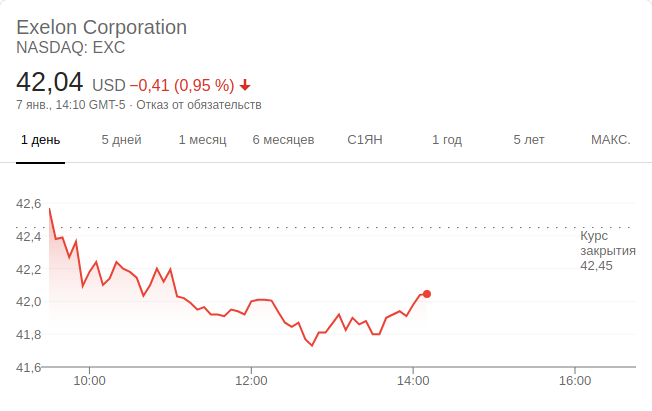 Exelon Corporation
NASDAQ: EXC
42,04 USD −0,41 (0,95 %)
7 янв., 14:10 GMT-5 · Отказ от обязательств
1 день 5 дней 1 месяц 6 месяцев С1ЯН 1 год 5 лет МАКС.
42,6
42,4
42,2
42,0
41,8
41,6
Курс
закрытия
42,45
10:00 12:00 14:00 16:00